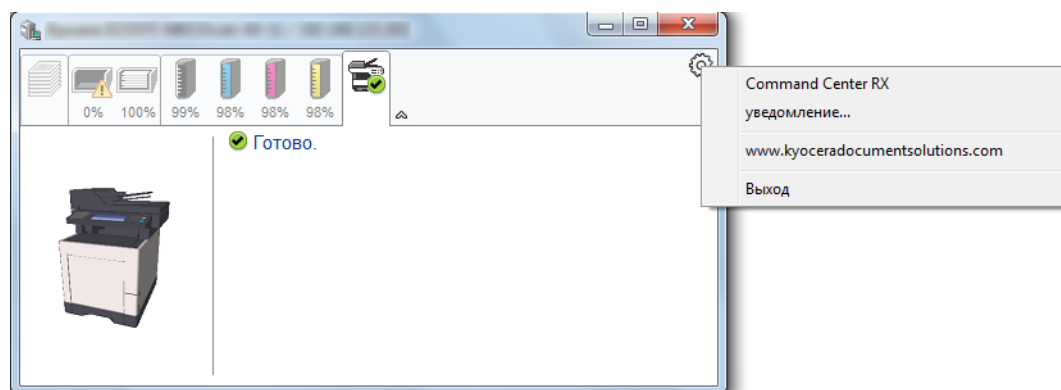 0% 100% 99% 98% 98% 98%
Готово.
Command Center RX
уведомление...
www.kyoceradocumentsolutions.com
Выход